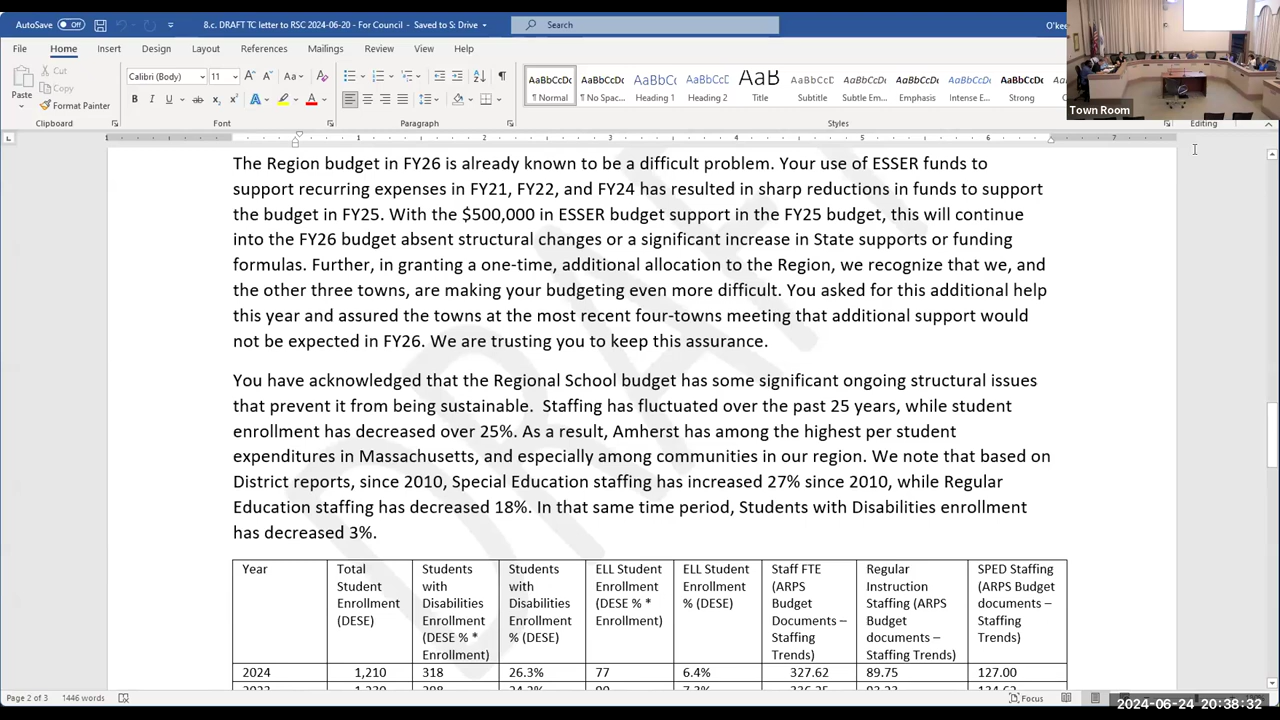 AutoSave Off 8.c. DRAFT TC letter to RSC 2024-06-20 - For Council - Saved to S: Drive Search O'kee
File Home Insert Design Layout References Mailings Review View Help
Paste Cut Copy Format Painter Calibri (Body) 11 AaBbCcDc AaBbCcDc AaBbCc AaBbCcD AaB AaBbCcD AaBbCcDc AaBbCcDc AaBbCcDc AaBbCcDc
Normal No Spac... Heading 1 Heading 2 Title Subtitle Subtle Em... Emphasis Intense E... Strong
Town Room
Clipboard Font Paragraph Styles Editing
DRAFT
The Region budget in FY26 is already known to be a difficult problem. Your use of ESSER funds to
support recurring expenses in FY21, FY22, and FY24 has resulted in sharp reductions in funds to support
the budget in FY25. With the $500,000 in ESSER budget support in the FY25 budget, this will continue
into the FY26 budget absent structural changes or a significant increase in State supports or funding
formulas. Further, in granting a one-time, additional allocation to the Region, we recognize that we, and
the other three towns, are making your budgeting even more difficult. You asked for this additional help
this year and assured the towns at the most recent four-towns meeting that additional support would
not be expected in FY26. We are trusting you to keep this assurance.
You have acknowledged that the Regional School budget has some significant ongoing structural issues
that prevent it from being sustainable. Staffing has fluctuated over the past 25 years, while student
enrollment has decreased over 25%. As a result, Amherst has among the highest per student
expenditures in Massachusetts, and especially among communities in our region. We note that based on
District reports, since 2010, Special Education staffing has increased 27% since 2010, while Regular
Education staffing has decreased 18%. In that same time period, Students with Disabilities enrollment
has decreased 3%.
Year Total Students Students ELL Student ELL Student Staff FTE Regular SPED Staffing
Student with with Enrollment Enrollment (ARPS Instruction (ARPS Budget
Enrollment Disabilities Disabilities (DESE % * % (DESE) Budget Staffing (ARPS documents –
(DESE) Enrollment Enrollment Enrollment) Documents – Budget Staffing
(DESE % * % (DESE) Staffing documents – Trends)
Enrollment) Trends) Staffing Trends)
2024 1,210 318 26.3% 77 6.4% 327.62 89.75 127.00
Page 2 of 3 1446 words Focus
2024-06-24 20:38:32